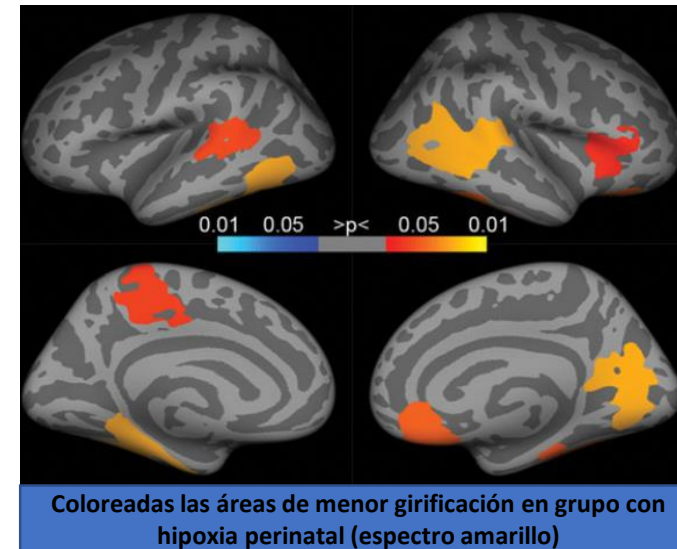 0.01 0.05 >p< 0.05 0.01
Coloreadas las áreas de menor girificación en grupo con
hipoxia perinatal (espectro amarillo)